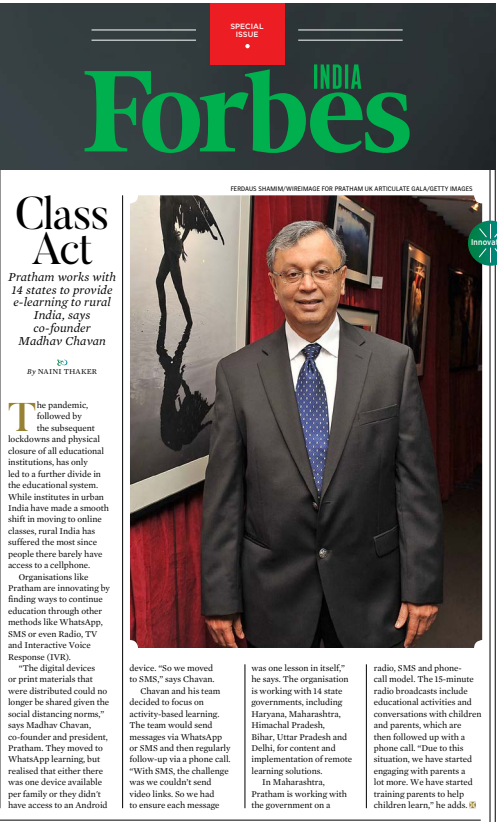 SPECIAL
ISSUE
INDIA
Forbes
FERDAUS SHAMIM/WIREIMAGE FOR PRATHAM UK ARTICULATE GALA/GETTY IMAGES
Class
Act
Pratham works with
14 states to provide
e-learning to rural
India, says
co-founder
Madhav Chavan
By NAINI THAKER
The pandemic,
followed by
the subsequent
lockdowns and physical
closure of all educational
institutions, has only
led to a further divide in
the educational system.
While institutes in urban
India have made a smooth
shift in moving to online
classes, rural India has
suffered the most since
people there barely have
access to a cellphone.
Organisations like
Pratham are innovating by
finding ways to continue
education through other
methods like WhatsApp,
SMS or even Radio, TV
and Interactive Voice
Response (IVR).
“The digital devices
or print materials that
were distributed could no
longer be shared given the
social distancing norms,”
says Madhav Chavan,
co-founder and president,
Pratham. They moved to
WhatsApp learning, but
realised that either there
was one device available
per family or they didn’t
have access to an Android
device. “So we moved
to SMS,” says Chavan.
Chavan and his team
decided to focus on
activity-based learning.
The team would send
messages via WhatsApp
or SMS and then regularly
follow-up via a phone call.
“With SMS, the challenge
was we couldn’t send
video links. So we had
to ensure each message
was one lesson in itself,”
he says. The organisation
is working with 14 state
governments, including
Haryana, Maharashtra,
Himachal Pradesh,
Bihar, Uttar Pradesh and
Delhi, for content and
implementation of remote
learning solutions.
In Maharashtra,
Pratham is working with
the government on a
radio, SMS and phone-
call model. The 15-minute
radio broadcasts include
educational activities and
conversations with children
and parents, which are
then followed up with a
phone call. “Due to this
situation, we have started
engaging with parents a
lot more. We have started
training parents to help
children learn,” he adds.
Innovat